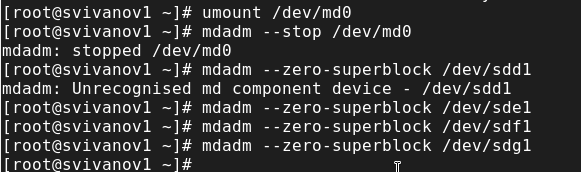 [root@svivanov1 ~]# umount /dev/md0
[root@svivanov1 ~]# mdadm --stop /dev/md0
mdadm: stopped /dev/md0
[root@svivanov1 ~]# mdadm --zero-superblock /dev/sdd1
mdadm: Unrecognised md component device - /dev/sdd1
[root@svivanov1 ~]# mdadm --zero-superblock /dev/sde1
[root@svivanov1 ~]# mdadm --zero-superblock /dev/sdf1
[root@svivanov1 ~]# mdadm --zero-superblock /dev/sdg1
[root@svivanov1 ~]#